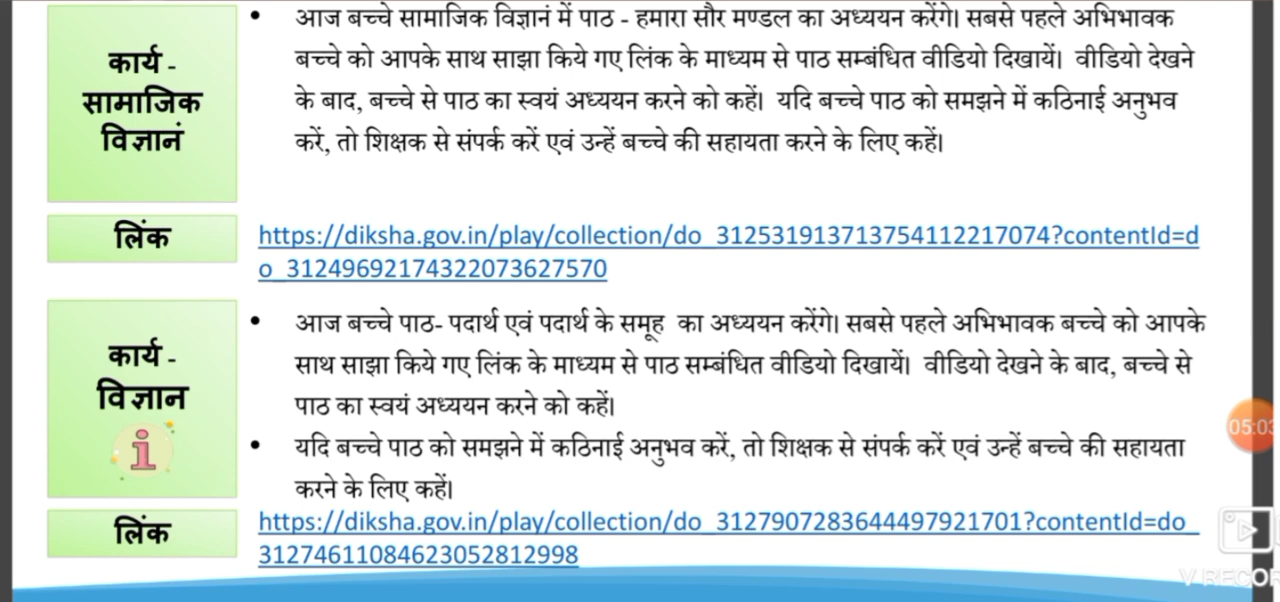 कार्य -
सामाजिक
विज्ञानं
• आज बच्चे सामाजिक विज्ञानं में पाठ - हमारा सौर मण्डल का अध्ययन करेंगे। सबसे पहले अभिभावक
बच्चे को आपके साथ साझा किये गए लिंक के माध्यम से पाठ सम्बंधित वीडियो दिखायें। वीडियो देखने
के बाद, बच्चे से पाठ का स्वयं अध्ययन करने को कहें। यदि बच्चे पाठ को समझने में कठिनाई अनुभव
करें, तो शिक्षक से संपर्क करें एवं उन्हें बच्चे की सहायता करने के लिए कहें।
लिंक
https://diksha.gov.in/play/collection/do_312531913713754112217074?contentId=d
o_31249692174322073627570
कार्य -
विज्ञान
i
• आज बच्चे पाठ- पदार्थ एवं पदार्थ के समूह का अध्ययन करेंगे। सबसे पहले अभिभावक बच्चे को आपके
साथ साझा किये गए लिंक के माध्यम से पाठ सम्बंधित वीडियो दिखायें। वीडियो देखने के बाद, बच्चे से
पाठ का स्वयं अध्ययन करने को कहें।
• यदि बच्चे पाठ को समझने में कठिनाई अनुभव करें, तो शिक्षक से संपर्क करें एवं उन्हें बच्चे की सहायता
करने के लिए कहें।
05:03
लिंक
https://diksha.gov.in/play/collection/do_3127907283644497921701?contentId=do_
31274611084623052812998
V RECOR